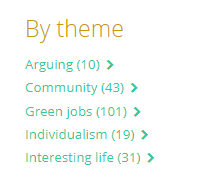 By theme
Arguing (10)
Community (43)
Green jobs (101)
Individualism (19)
Interesting life (31)